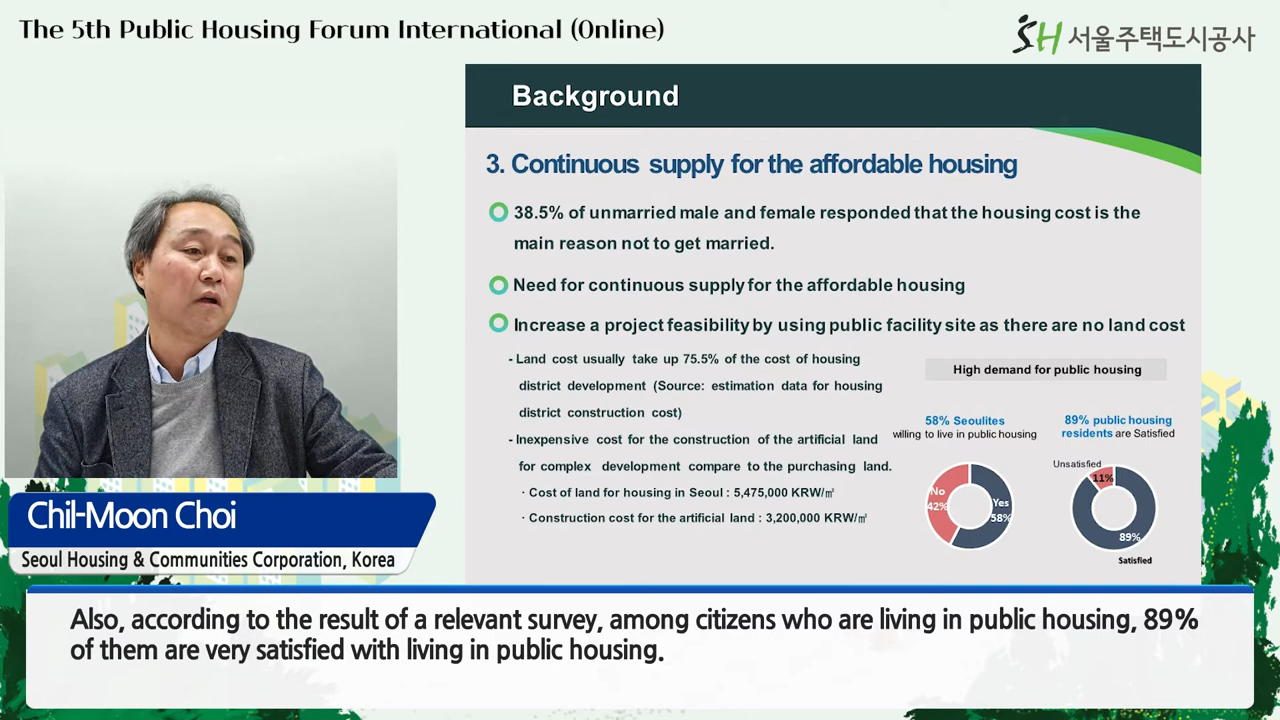 The 5th Public Housing Forum International (Online)
SH 서울주택도시공사
Background
3. Continuous supply for the affordable housing
38.5% of unmarried male and female responded that the housing cost is the
main reason not to get married.
Need for continuous supply for the affordable housing
Increase a project feasibility by using public facility site as there are no land cost
- Land cost usually take up 75.5% of the cost of housing
district development (Source: estimation data for housing
district construction cost)
- Inexpensive cost for the construction of the artificial land
for complex development compare to the purchasing land.
· Cost of land for housing in Seoul : 5,475,000 KRW/㎡
· Construction cost for the artificial land : 3,200,000 KRW/㎡
High demand for public housing
58% Seoulites
willing to live in public housing
No
42%
Yes
58%
89% public housing
residents are Satisfied
Unsatisfied
11%
89%
Satisfied
Chil-Moon Choi
Seoul Housing & Communities Corporation, Korea
Also, according to the result of a relevant survey, among citizens who are living in public housing, 89%
of them are very satisfied with living in public housing.